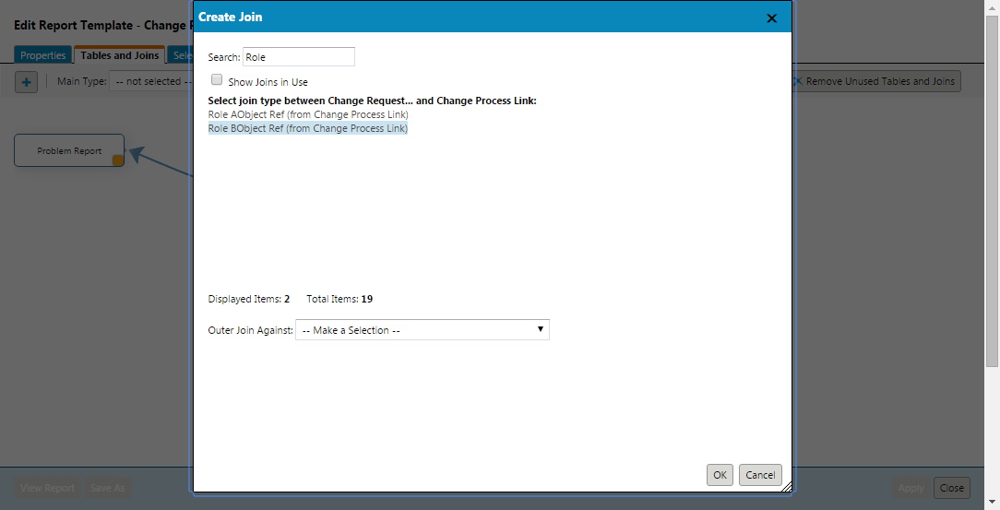 Create Join
Edit Report Template - Change P
Search: Role
Properties
Tables and Joins
Sele
Show Joins in Use
Main Type: -- not selected --
Remove Unused Tables and Joins
Select join type between Change Request... and Change Process Link:
Role AObject Ref (from Change Process Link)
Role BObject Ref (from Change Process Link)
Problem Report
Displayed Items: 2 Total Items: 19
Outer Join Against: -- Make a Selection --
OK Cancel
View Report Save As
Apply Close